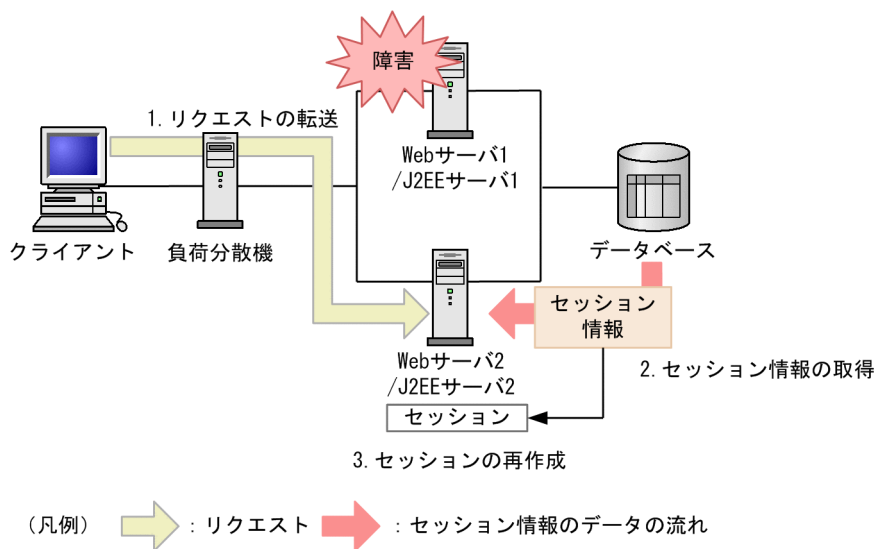 障害
1.リクエストの転送
Webサーバ1
/J2EEサーバ1
クライアント
負荷分散機
データベース
セッション
情報
Webサーバ2
/J2EEサーバ2
2.セッション情報の取得
セッション
3.セッションの再作成
(凡例)
:リクエスト
:セッション情報のデータの流れ